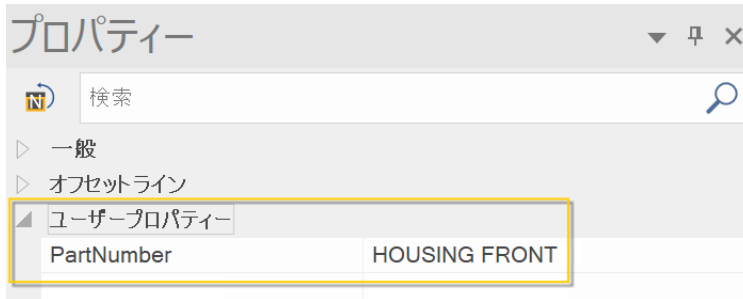 プロパティー
検索
一般
オフセットライン
ユーザープロパティー
PartNumber HOUSING FRONT